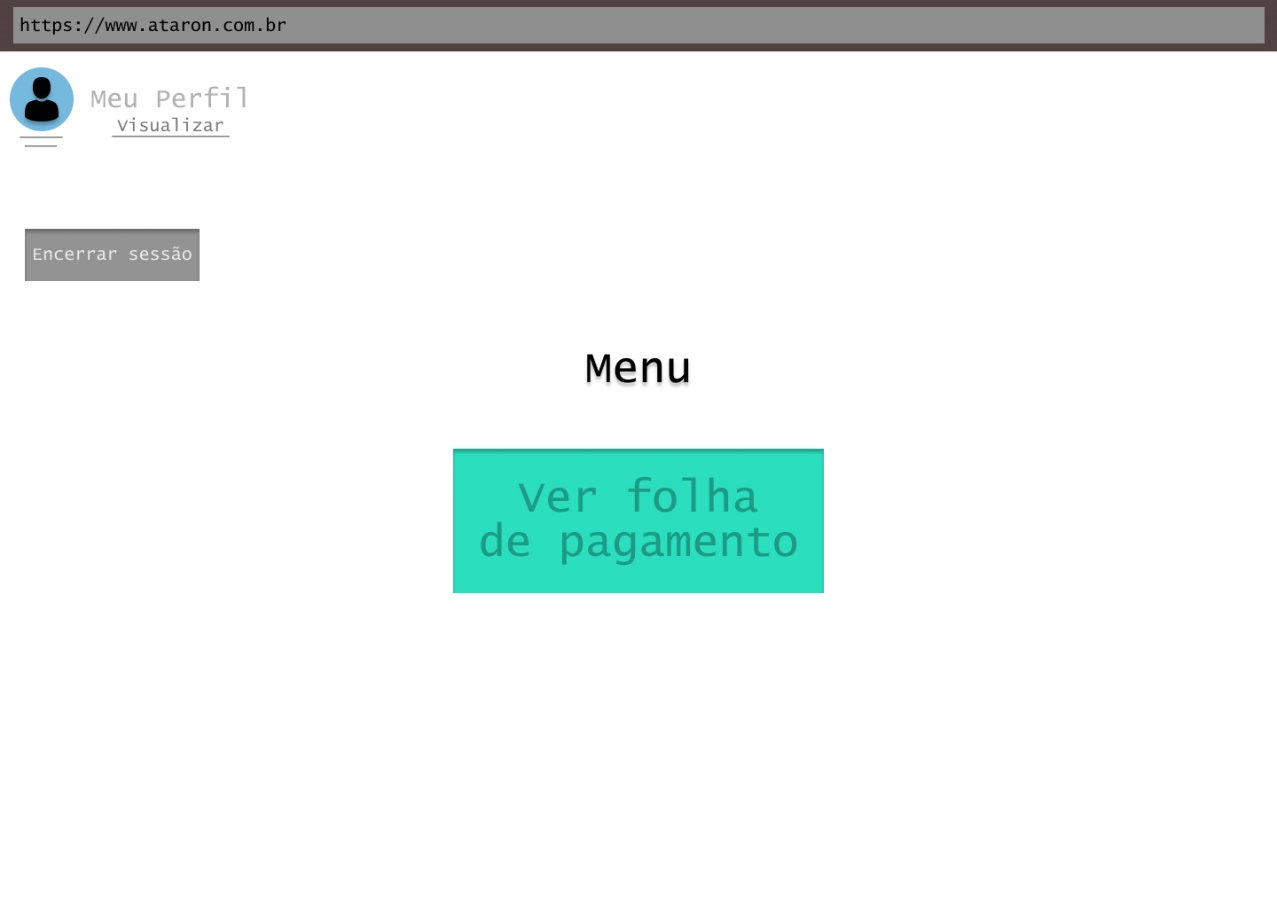 https://www.ataron.com.br
Meu Perfil
Visualizar
Encerrar sessão
Menu
Ver folha
de pagamento